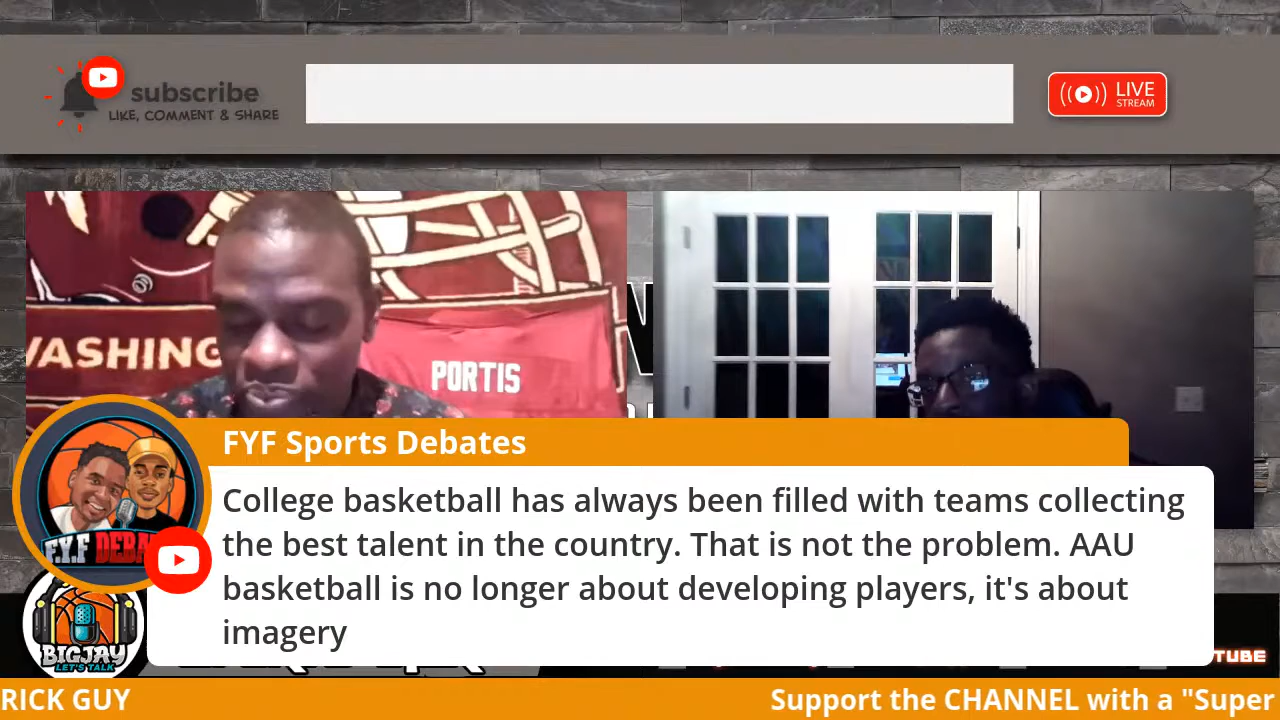 subscribe
LIKE, COMMENT & SHARE
LIVE
STREAM
WASHING
PORTIS
FYF Sports Debates
College basketball has always been filled with teams collecting
the best talent in the country. That is not the problem. AAU
basketball is no longer about developing players, it's about
imagery
F.Y.F DEBA
BIGJAY
LET'S TALK
TUBE
RICK GUY
Support the CHANNEL with a "Super